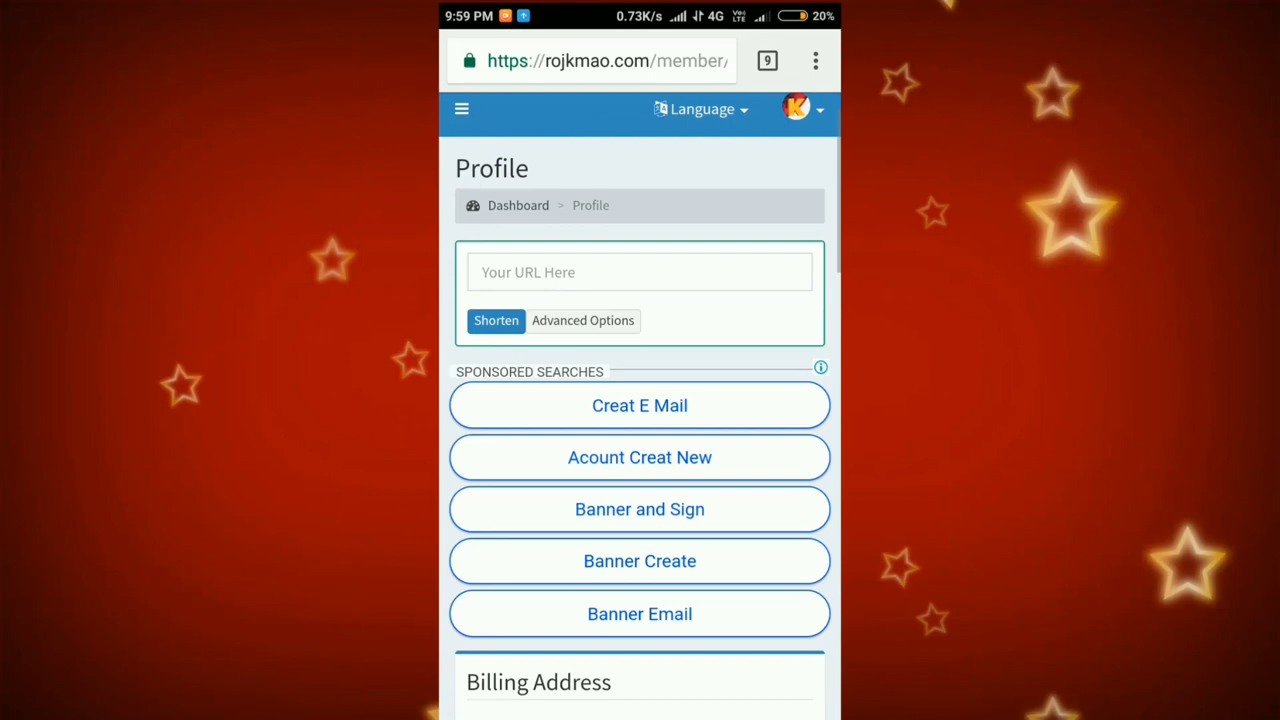 9:59 PM 0.73K/s 4G Vo LTE 20%
https://rojkmao.com/member/ 9
Language K
Profile
Dashboard > Profile
Your URL Here
Shorten Advanced Options
SPONSORED SEARCHES
Creat E Mail
Acount Creat New
Banner and Sign
Banner Create
Banner Email
Billing Address